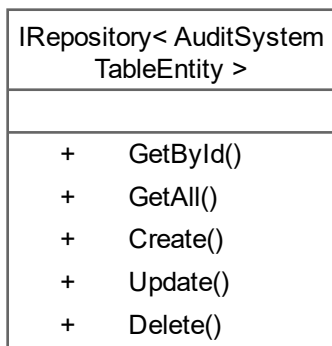 IRepository< AuditSystem
TableEntity >
+ GetById()
+ GetAll()
+ Create()
+ Update()
+ Delete()